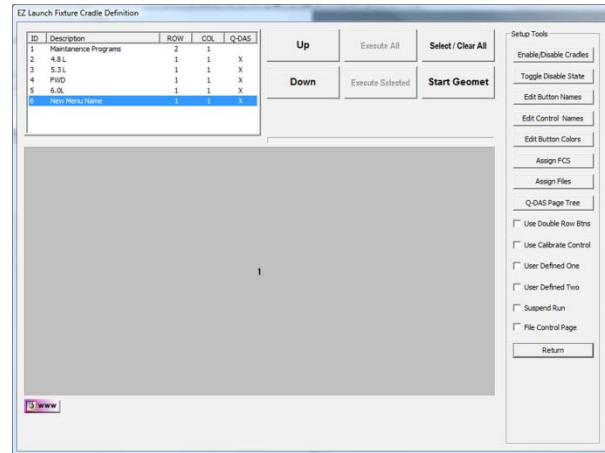 EZ Launch Fixture Cradle Definition
ID Description ROW COL Q-DAS
1 Maintanence Programs 2 1
2 4.8 L 1 1 X
3 5.3 L 1 1 X
4 FWD 1 1 X
5 6.0L 1 1 X
6 New Menu Name 1 1 X
Up
Execute All
Select / Clear All
Down
Execute Selected
Start Geomet
Setup Tools
Enable/Disable Cradles
Toggle Disable State
Edit Button Names
Edit Control Names
Edit Button Colors
Assign FCS
Assign Files
Q-DAS Page Tree
Use Double Row Btns
Use Calibrate Control
User Defined One
User Defined Two
Suspend Run
File Control Page
Return
1
www